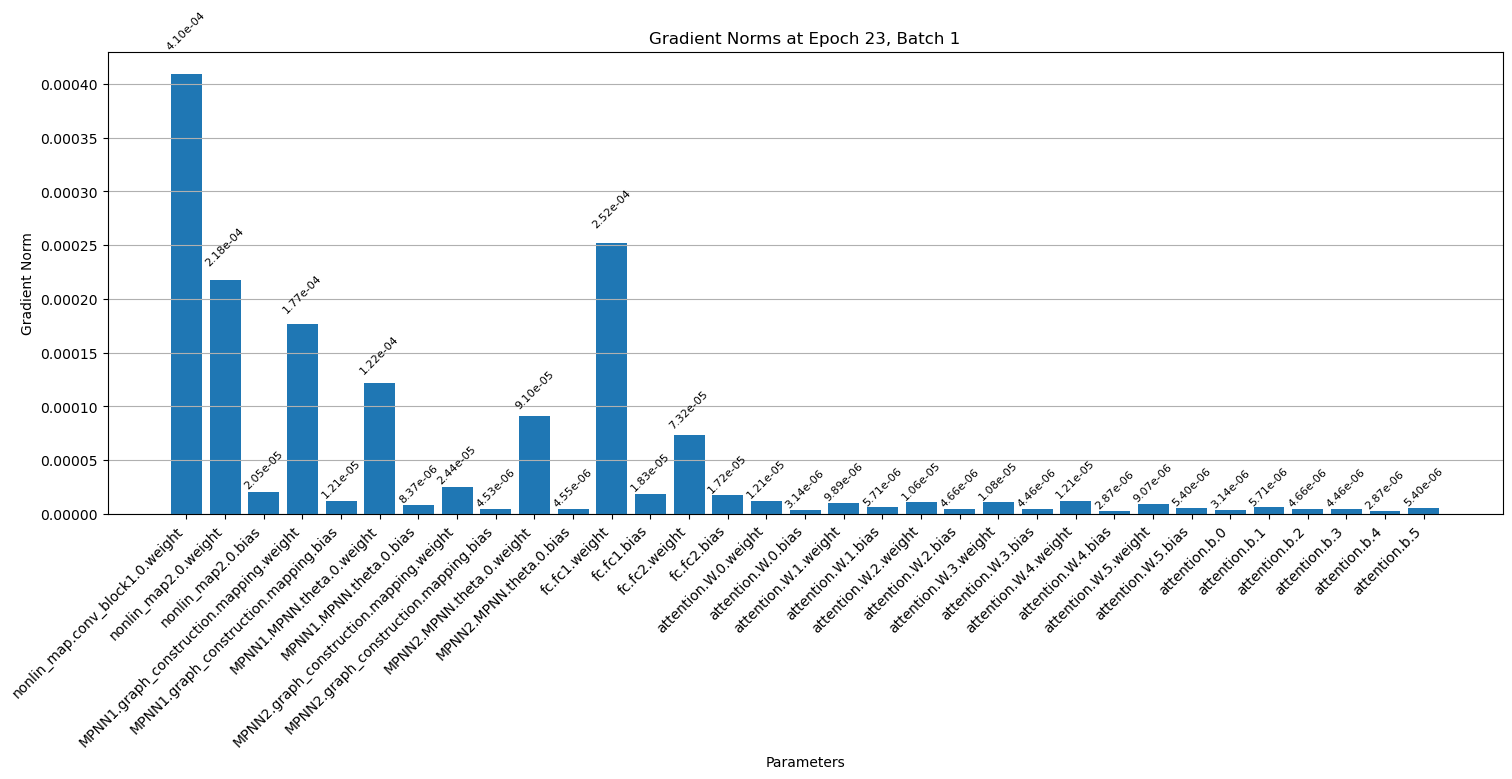 Gradient Norms at Epoch 23, Batch 1
Gradient Norm
0.00040
0.00035
0.00030
0.00025
0.00020
0.00015
0.00010
0.00005
0.00000
4.10e-04
2.18e-04
2.05e-05
1.77e-04
1.21e-05
1.22e-04
8.37e-06
2.44e-05
4.53e-06
9.10e-05
4.55e-06
2.52e-04
1.83e-05
7.32e-05
1.72e-05
1.21e-05
3.14e-06
9.89e-06
5.71e-06
1.06e-05
4.66e-06
1.08e-05
4.46e-06
1.21e-05
2.87e-06
9.07e-06
5.40e-06
3.14e-06
5.71e-06
4.66e-06
4.46e-06
2.87e-06
5.40e-06
nonlin_map.conv_block1.0.weight
nonlin_map2.0.weight
nonlin_map2.0.bias
MPNN1.graph_construction.mapping.weight
MPNN1.graph_construction.mapping.bias
MPNN1.MPNN.theta.0.weight
MPNN1.MPNN.theta.0.bias
MPNN2.graph_construction.mapping.weight
MPNN2.graph_construction.mapping.bias
MPNN2.MPNN.theta.0.weight
MPNN2.MPNN.theta.0.bias
fc.fc1.weight
fc.fc1.bias
fc.fc2.weight
fc.fc2.bias
attention.W.0.weight
attention.W.0.bias
attention.W.1.weight
attention.W.1.bias
attention.W.2.weight
attention.W.2.bias
attention.W.3.weight
attention.W.3.bias
attention.W.4.weight
attention.W.4.bias
attention.W.5.weight
attention.W.5.bias
attention.b.0
attention.b.1
attention.b.2
attention.b.3
attention.b.4
attention.b.5
Parameters